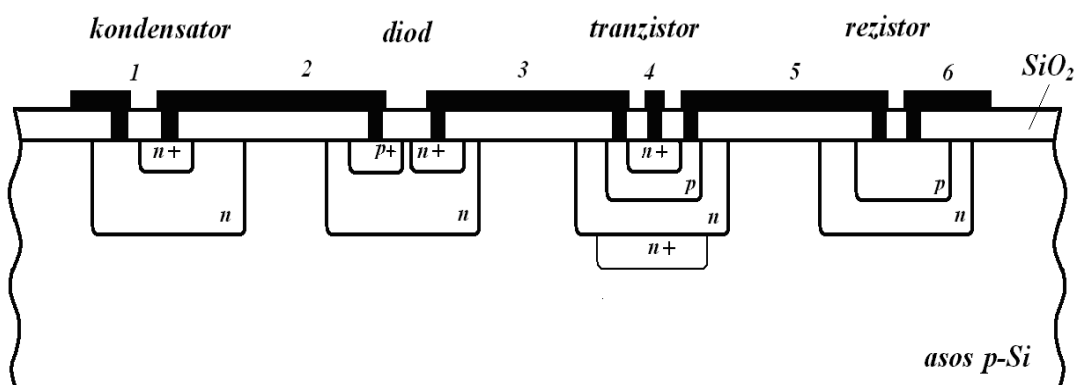 kondensator diod tranzistor rezistor
1 2 3 4 5 6 SiO2
n+ p+ n+ n+
p p
n n n n
n+
asos p-Si